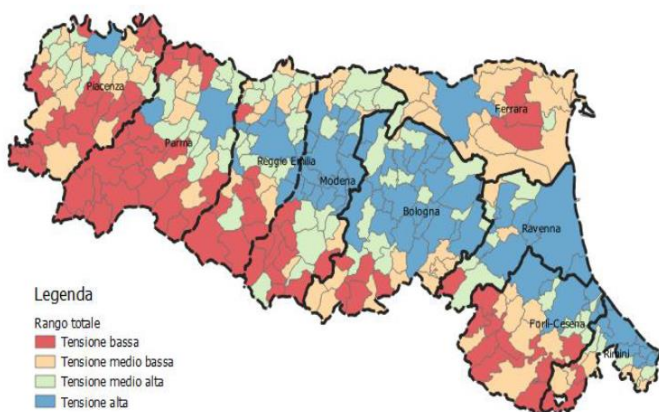 Piacenza
Parma
Reggio Emilia
Modena
Ferrara
Bologna
Ravenna
Forlì-Cesena
Rimini
Legenda
Rango totale
Tensione bassa
Tensione medio bassa
Tensione medio alta
Tensione alta